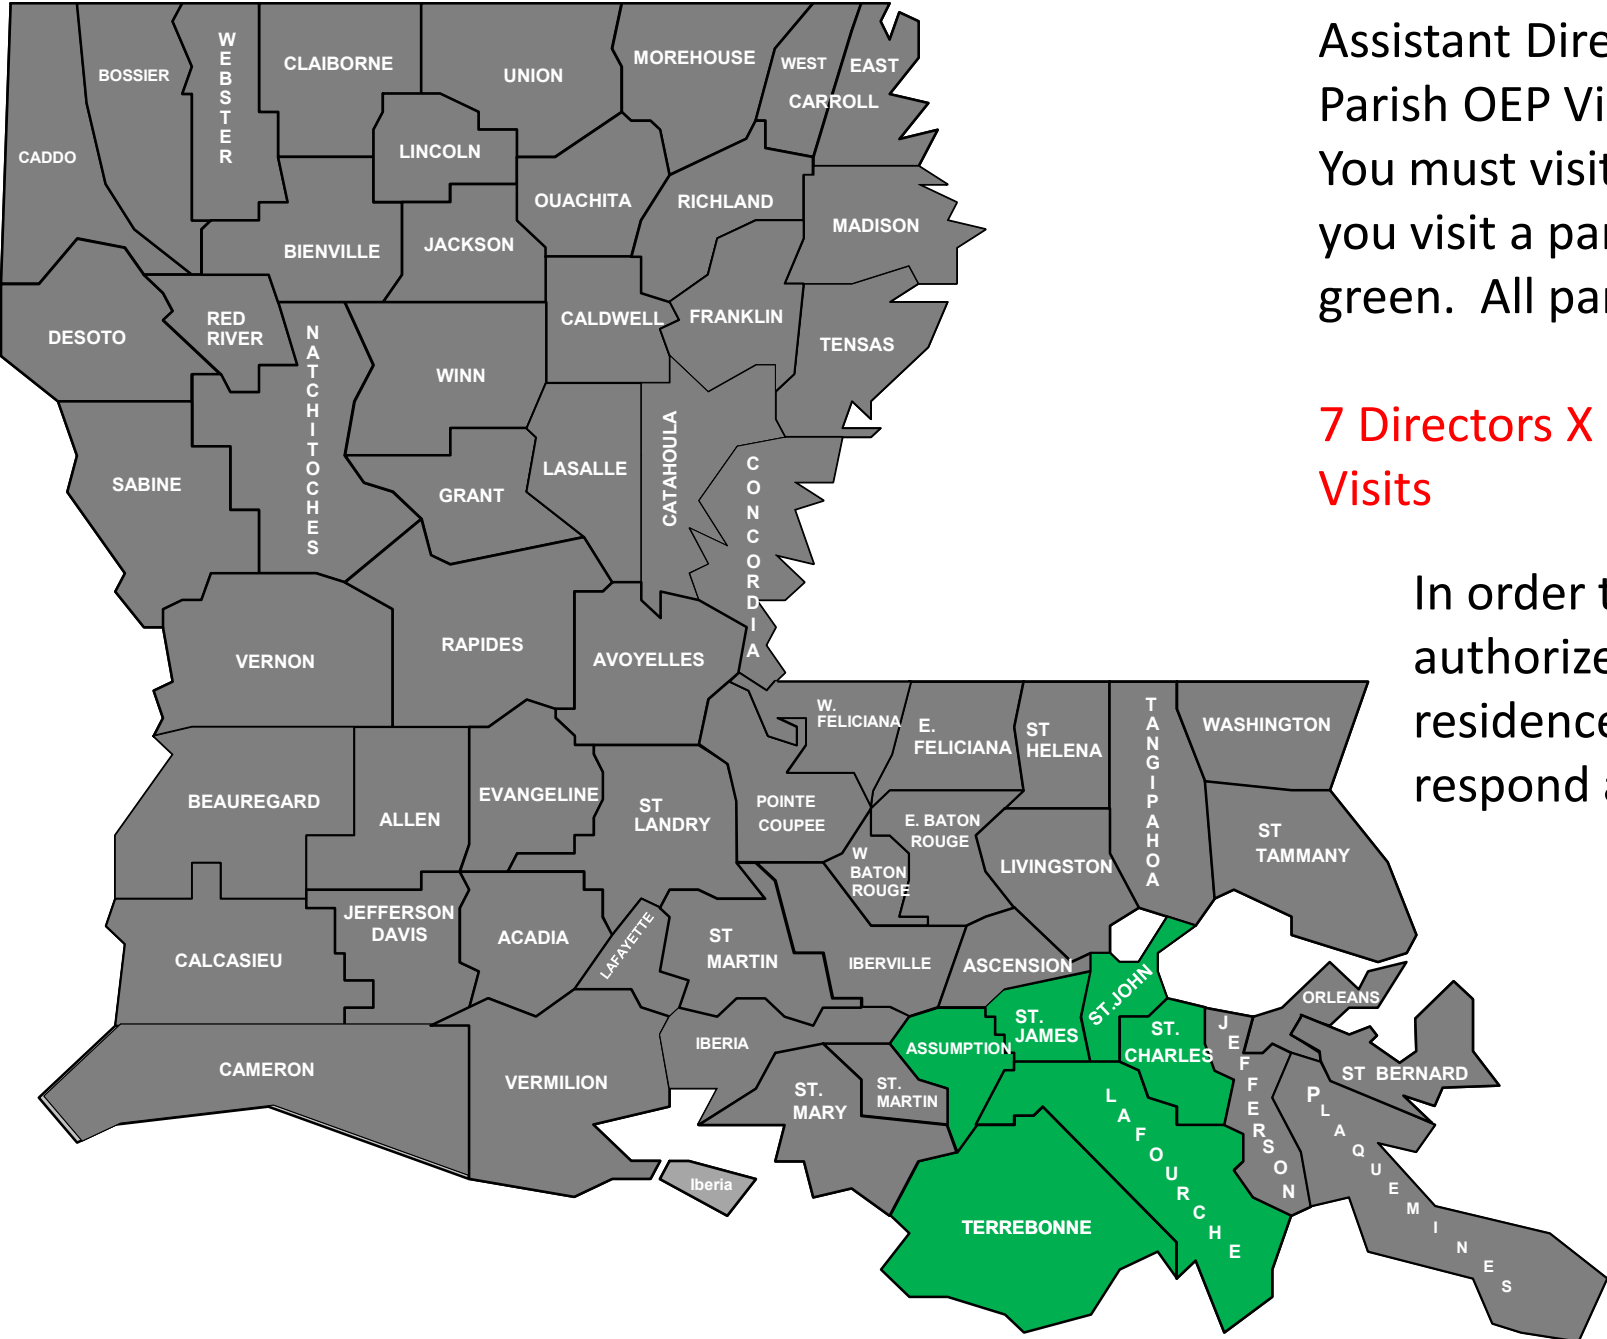 Assistant Dire
Parish OEP Vi
You must visit
you visit a par
green.  All par
7 Directors X
Visits
In order t
authorize
residence
respond a
CADDO
BOSSIER
WEBSTER
CLAIBORNE
UNION
MOREHOUSE
WEST
EAST
CARROLL
LINCOLN
OUACHITA
RICHLAND
MADISON
BIENVILLE
JACKSON
DESOTO
RED
RIVER
NATCHITOCHES
CALDWELL
FRANKLIN
TENSAS
WINN
SABINE
GRANT
LASALLE
CATAHOULA
CONCORDIA
VERNON
RAPIDES
AVOYELLES
W.
FELICIANA
E.
FELICIANA
ST
HELENA
TANGIPAHOA
WASHINGTON
BEAUREGARD
ALLEN
EVANGELINE
ST
LANDRY
POINTE
COUPEE
E. BATON
ROUGE
W
BATON
ROUGE
LIVINGSTON
ST
TAMMANY
CALCASIEU
JEFFERSON
DAVIS
ACADIA
LAFAYETTE
ST
MARTIN
IBERVILLE
ASCENSION
ST.JOHN
ORLEANS
CAMERON
VERMILION
IBERIA
ASSUMPTION
ST.
JAMES
ST.
CHARLES
JEFFERSON
ST BERNARD
ST.
MARY
ST.
MARTIN
LAFOURCHE
PLAQUEMINES
Iberia
TERREBONNE